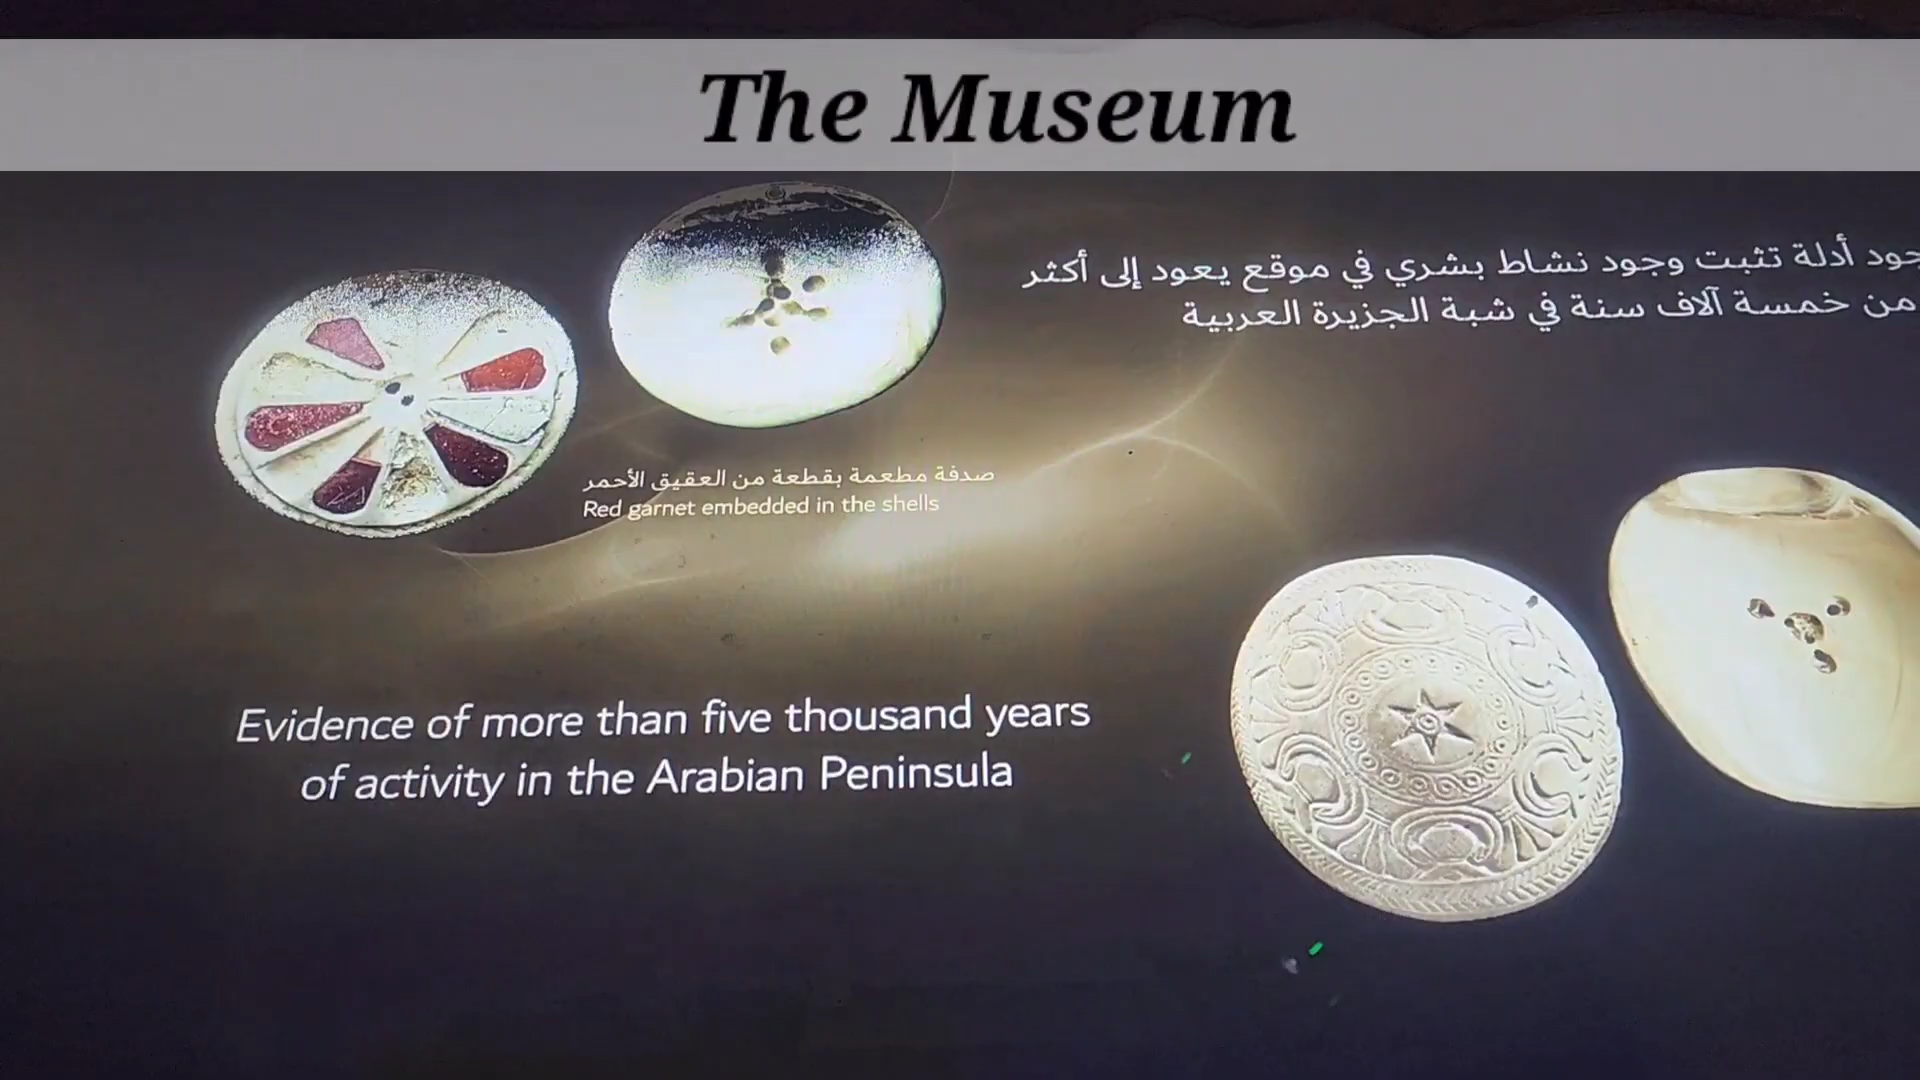 The Museum
أدلة تثبت وجود نشاط بشري في موقع يعود إلى أكثر
من خمسة آلاف سنة في شبة الجزيرة العربية
صدفة مطعمة بقطعة من العقيق الأحمر
Red garnet embedded in the shells
Evidence of more than five thousand years
of activity in the Arabian Peninsula